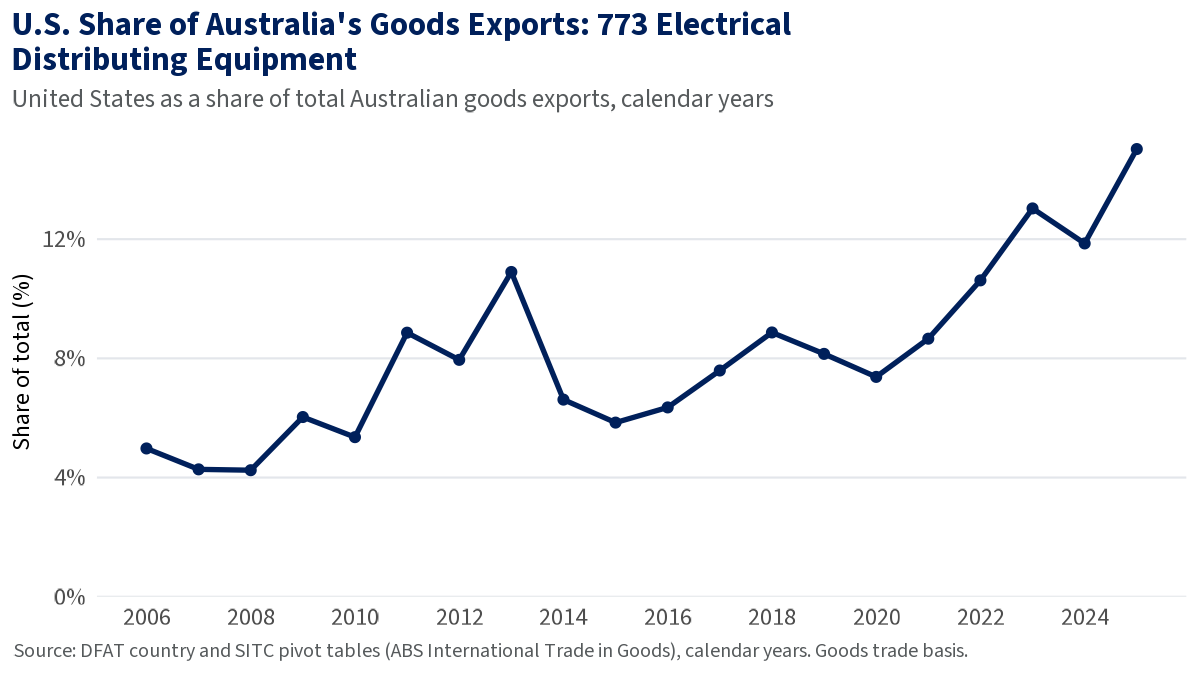 U.S. Share of Australia's Goods Exports: 773 Electrical
Distributing Equipment
United States as a share of total Australian goods exports, calendar years
Share of total (%)
12%
8%
4%
0%
2006 2008 2010 2012 2014 2016 2018 2020 2022 2024
Source: DFAT country and SITC pivot tables (ABS International Trade in Goods), calendar years. Goods trade basis.